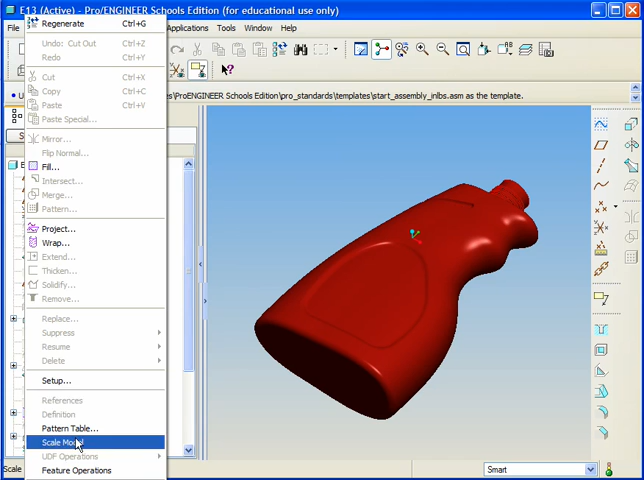 E13 (Active) - Pro/ENGINEER Schools Edition (for educational use only)
File
Applications Tools Window Help
Regenerate Ctrl+G
Undo: Cut Out Ctrl+Z
Redo Ctrl+Y
Cut Ctrl+X
Copy Ctrl+C
Paste Ctrl+V
Paste Special...
ProENGINEER Schools Edition\pro_standards\templates\start_assembly_inlbs.asm as the template.
Mirror...
Flip Normal...
Fill...
Intersect...
Merge...
Pattern...
Project...
Wrap...
Extend...
Thicken...
Solidify...
Remove...
Replace...
Suppress
Resume
Delete
Setup...
References
Definition
Pattern Table...
Scale Model
UDF Operations
Feature Operations
Scale
Smart